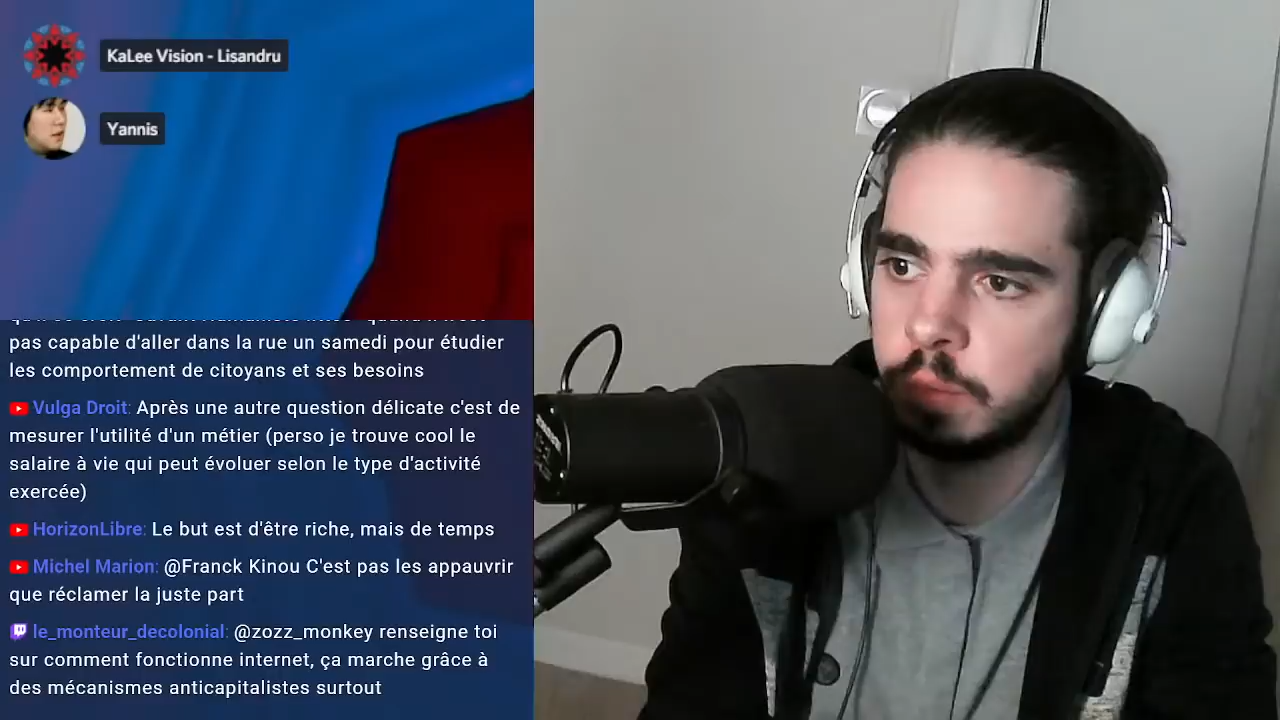 KaLee Vision - Lisandru
Yannis
pas capable d'aller dans la rue un samedi pour étudier
les comportement de citoyans et ses besoins
Vulga Droit: Après une autre question délicate c'est de
mesurer l'utilité d'un métier (perso je trouve cool le
salaire à vie qui peut évoluer selon le type d'activité
exercée)
HorizonLibre: Le but est d'être riche, mais de temps
Michel Marion: @Franck Kinou C'est pas les appauvrir
que réclamer la juste part
le_monteur_decolonial: @zozz_monkey renseigne toi
sur comment fonctionne internet, ça marche grâce à
des mécanismes anticapitalistes surtout